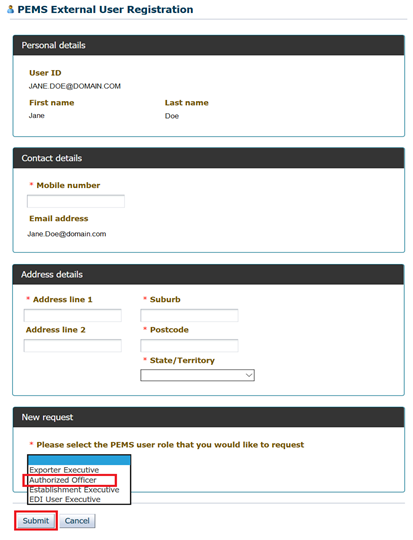 PEMS External User Registration
Personal details
User ID
JANE.DOE@DOMAIN.COM
First name Last name
Jane Doe
Contact details
* Mobile number
Email address
Jane.Doe@domain.com
Address details
* Address line 1 * Suburb
Address line 2 * Postcode
* State/Territory
New request
* Please select the PEMS user role that you would like to request
Exporter Executive
Authorized Officer
Establishment Executive
EDI User Executive
Submit Cancel